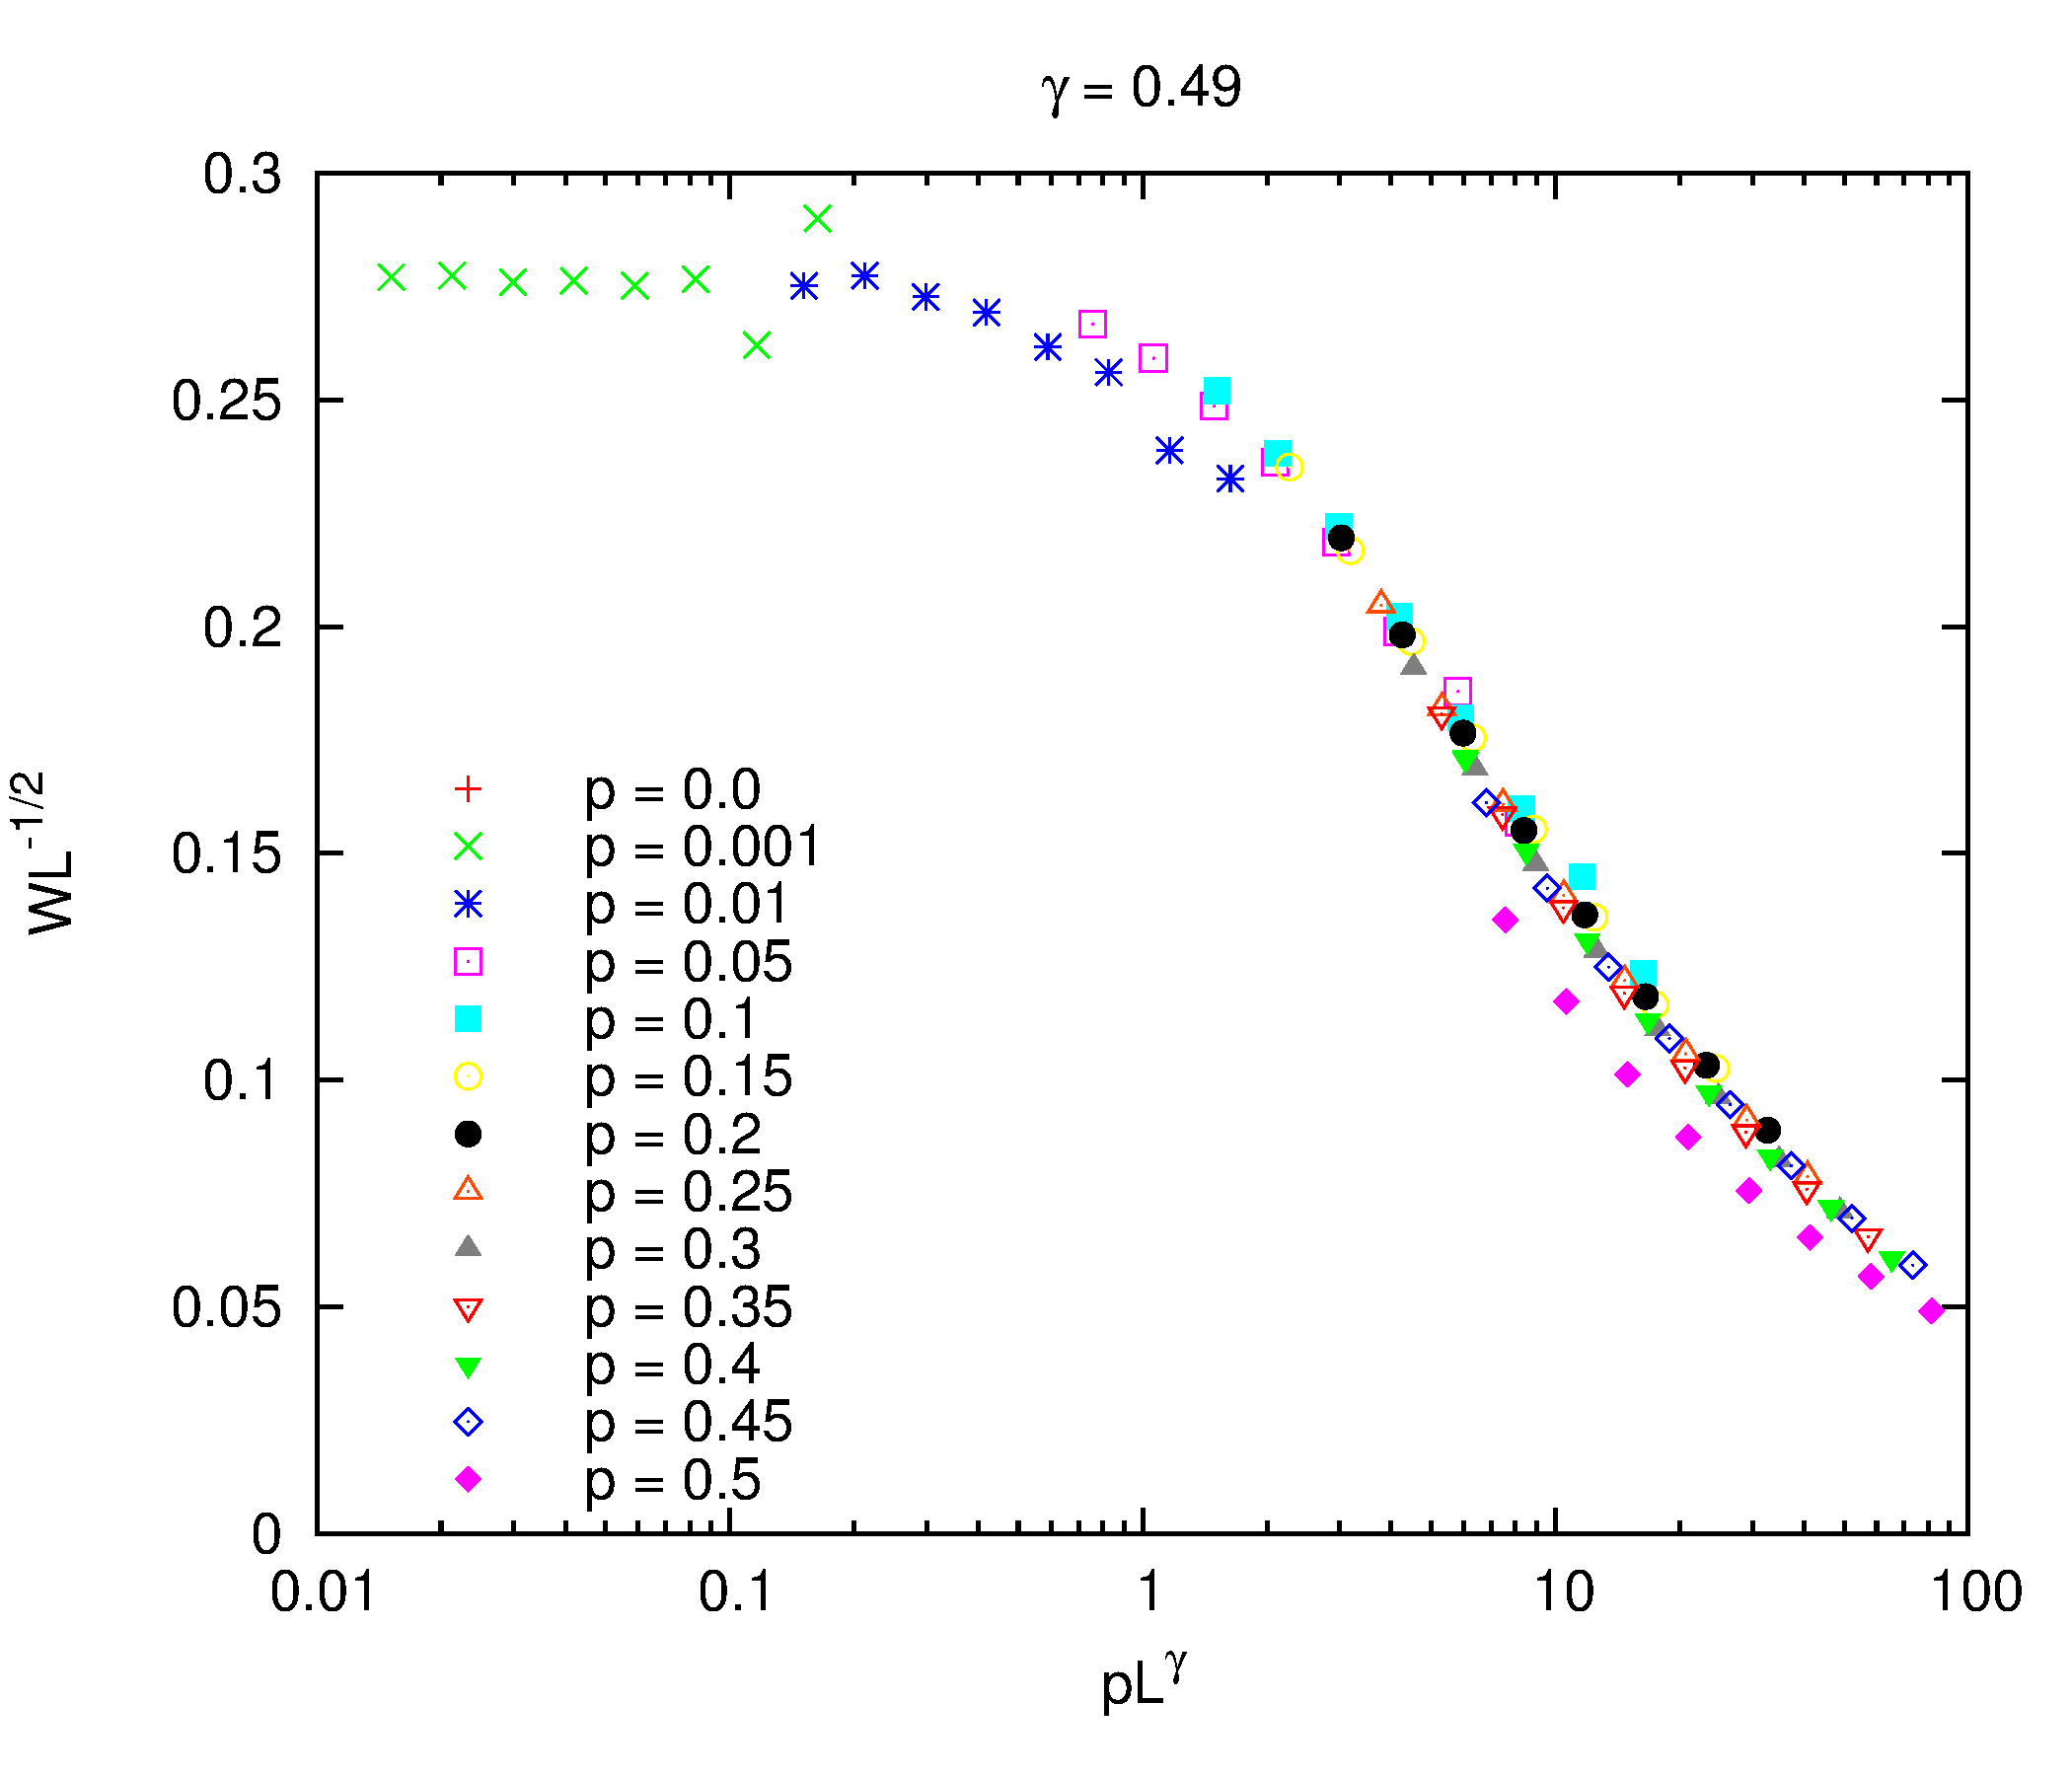 γ = 0.49
0.3
0.25
0.2
0.15
0.1
0.05
0
WL^-1/2
p = 0.0
p = 0.001
p = 0.01
p = 0.05
p = 0.1
p = 0.15
p = 0.2
p = 0.25
p = 0.3
p = 0.35
p = 0.4
p = 0.45
p = 0.5
0.01 0.1 1 10 100
pL^γ